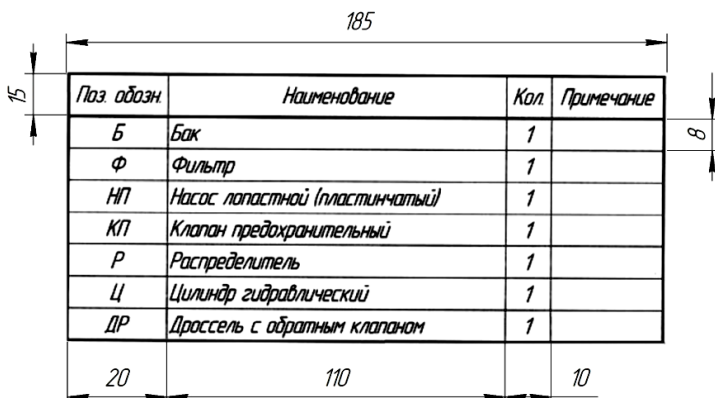 185
15
Поз. обозн. Наименование Кол. Примечание
Б Бак 1
8
Ф Фильтр 1
НП Насос лопастной (пластинчатый) 1
КП Клапан предохранительный 1
Р Распределитель 1
Ц Цилиндр гидравлический 1
ДР Дроссель с обратным клапаном 1
20 110 10